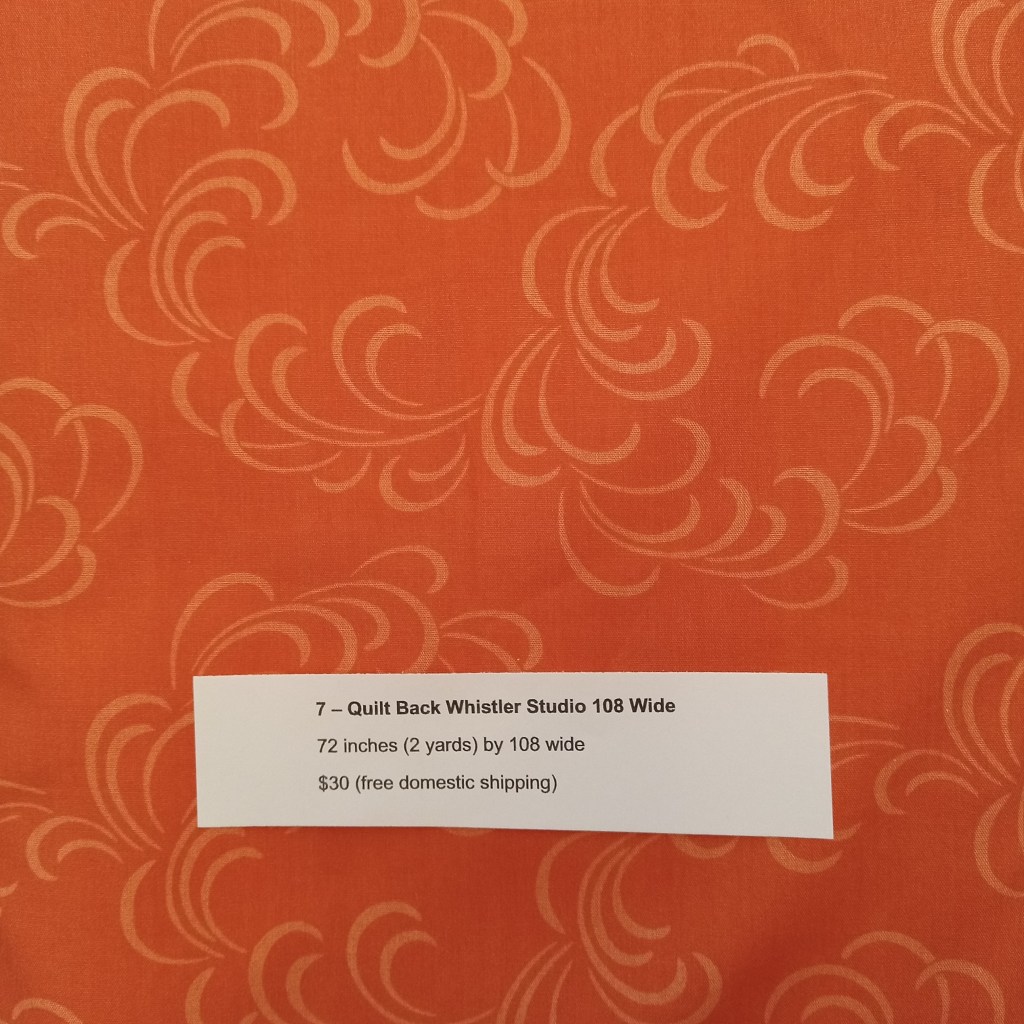 7 – Quilt Back Whistler Studio 108 Wide
72 inches (2 yards) by 108 wide
$30 (free domestic shipping)